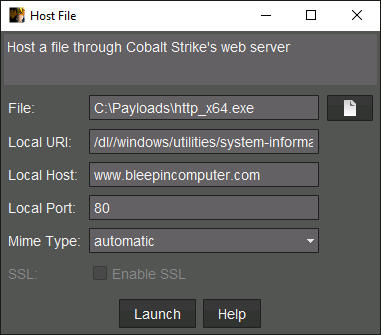 Host File
Host a file through Cobalt Strike's web server
File: C:\Payloads\http_x64.exe
Local URI: /dl//windows/utilities/system-informa
Local Host: www.bleepincomputer.com
Local Port: 80
Mime Type: automatic
SSL: Enable SSL
Launch Help